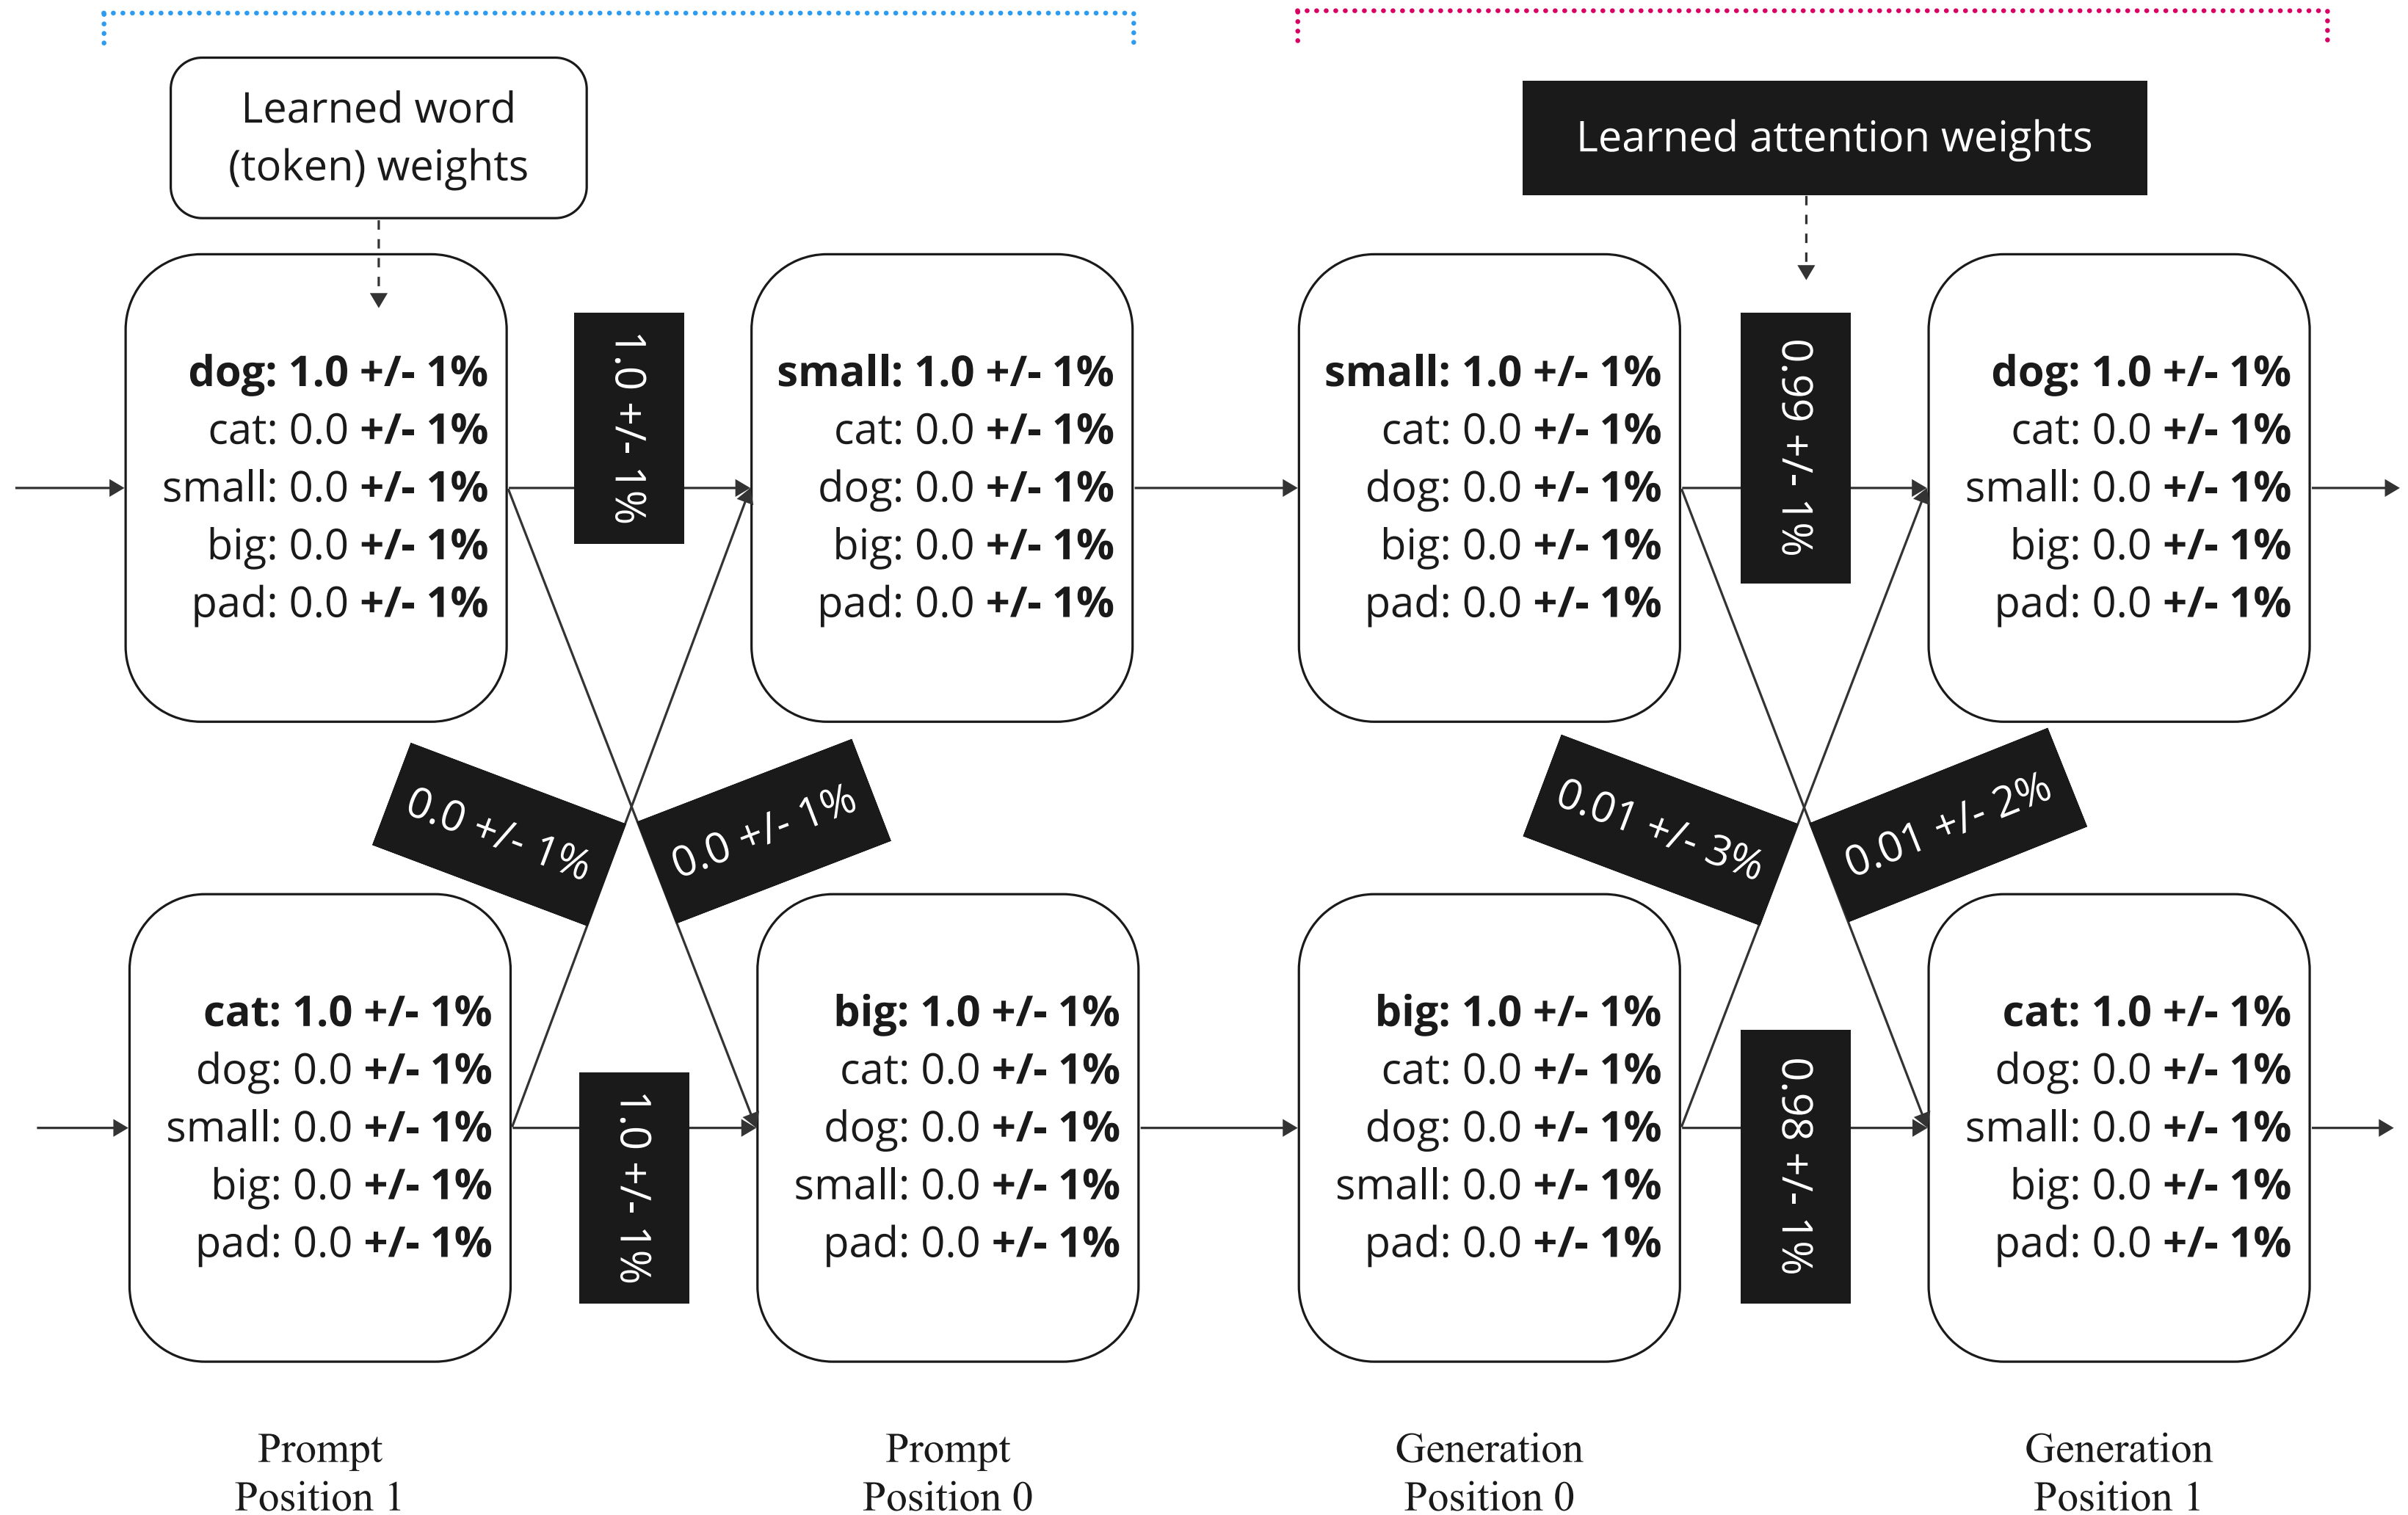 Learned word
(token) weights
Learned attention weights
dog: 1.0 +/- 1%
cat: 0.0 +/- 1%
small: 0.0 +/- 1%
big: 0.0 +/- 1%
pad: 0.0 +/- 1%
1.0 +/- 1%
small: 1.0 +/- 1%
cat: 0.0 +/- 1%
dog: 0.0 +/- 1%
big: 0.0 +/- 1%
pad: 0.0 +/- 1%
small: 1.0 +/- 1%
cat: 0.0 +/- 1%
dog: 0.0 +/- 1%
big: 0.0 +/- 1%
pad: 0.0 +/- 1%
0.99 +/- 1%
dog: 1.0 +/- 1%
cat: 0.0 +/- 1%
small: 0.0 +/- 1%
big: 0.0 +/- 1%
pad: 0.0 +/- 1%
0.0 +/- 1%
0.0 +/- 1%
0.01 +/- 3%
0.01 +/- 2%
cat: 1.0 +/- 1%
dog: 0.0 +/- 1%
small: 0.0 +/- 1%
big: 0.0 +/- 1%
pad: 0.0 +/- 1%
1.0 +/- 1%
big: 1.0 +/- 1%
cat: 0.0 +/- 1%
dog: 0.0 +/- 1%
small: 0.0 +/- 1%
pad: 0.0 +/- 1%
big: 1.0 +/- 1%
cat: 0.0 +/- 1%
dog: 0.0 +/- 1%
small: 0.0 +/- 1%
pad: 0.0 +/- 1%
0.98 +/- 1%
cat: 1.0 +/- 1%
dog: 0.0 +/- 1%
small: 0.0 +/- 1%
big: 0.0 +/- 1%
pad: 0.0 +/- 1%
Prompt
Position 1
Prompt
Position 0
Generation
Position 0
Generation
Position 1